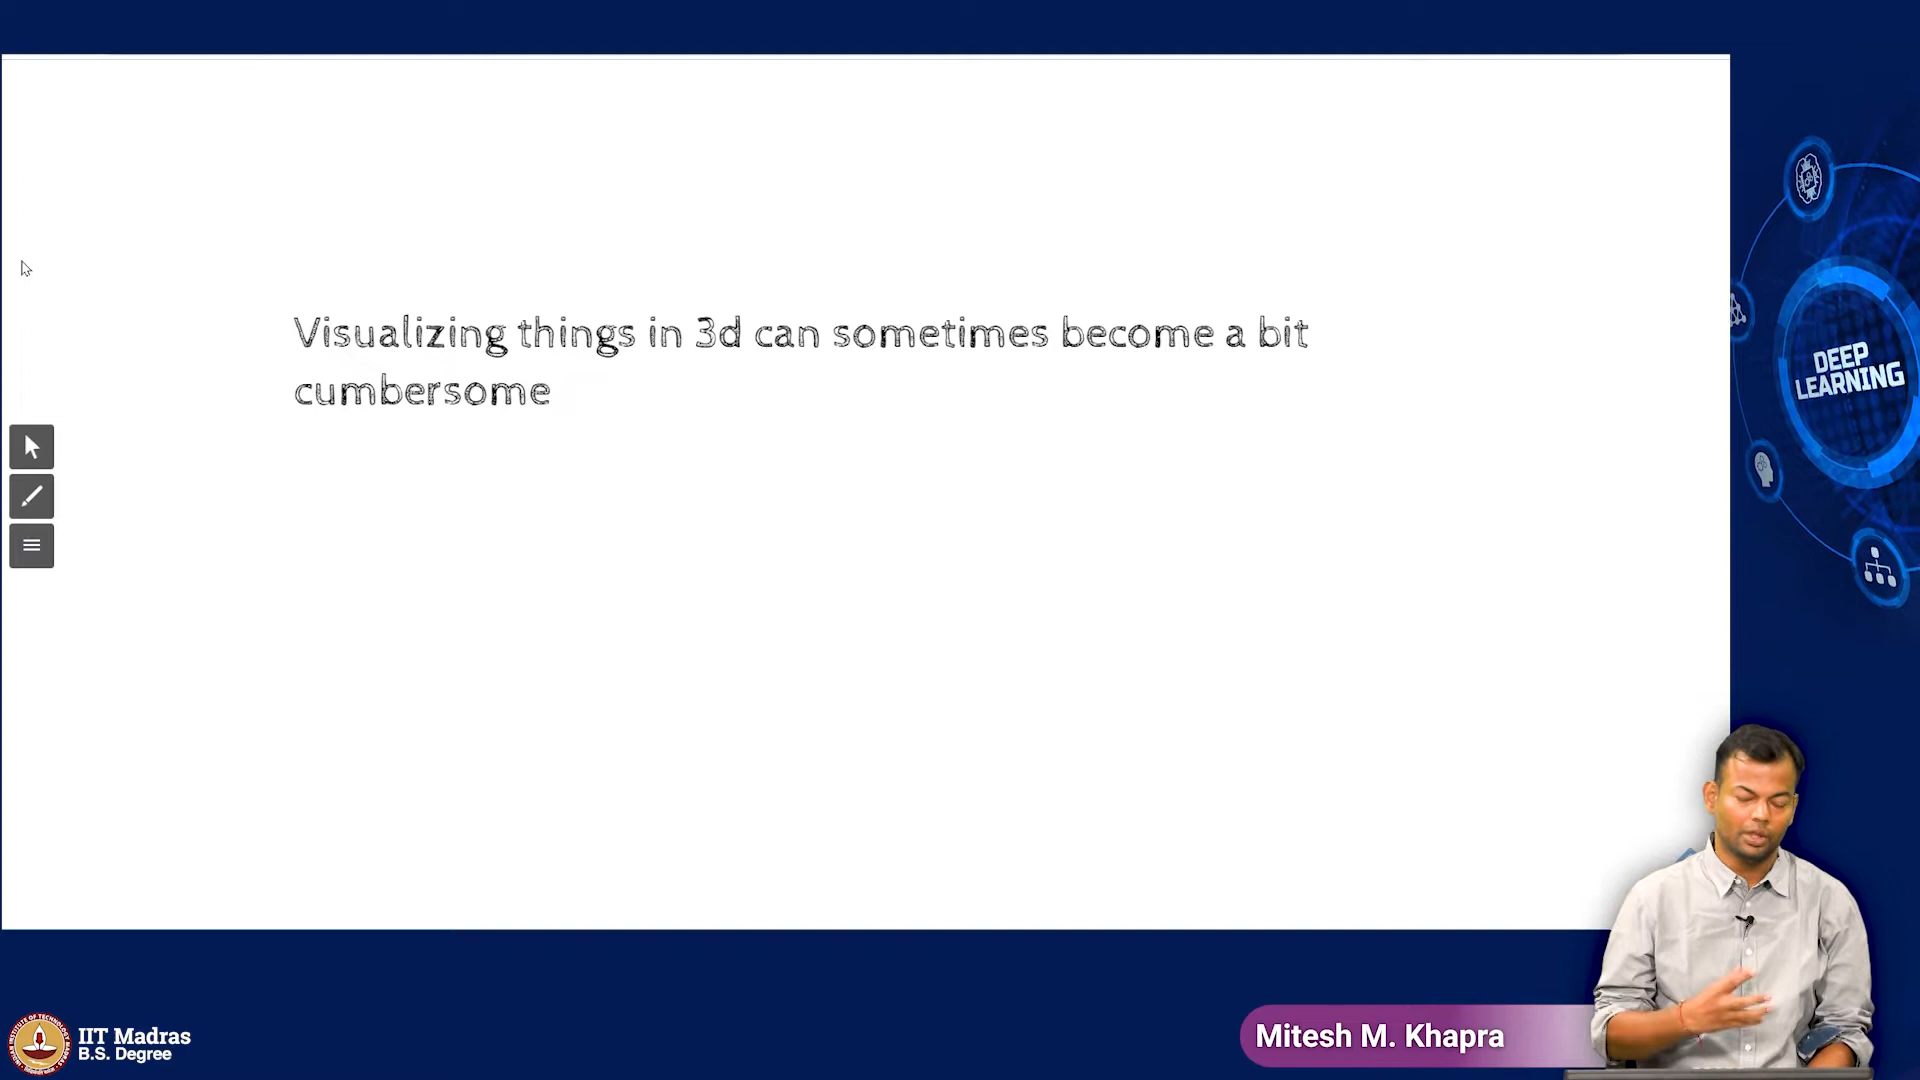 Visualizing things in 3d can sometimes become a bit
cumbersome
DEEP
LEARNING
IIT Madras
B.S. Degree
Mitesh M. Khapra